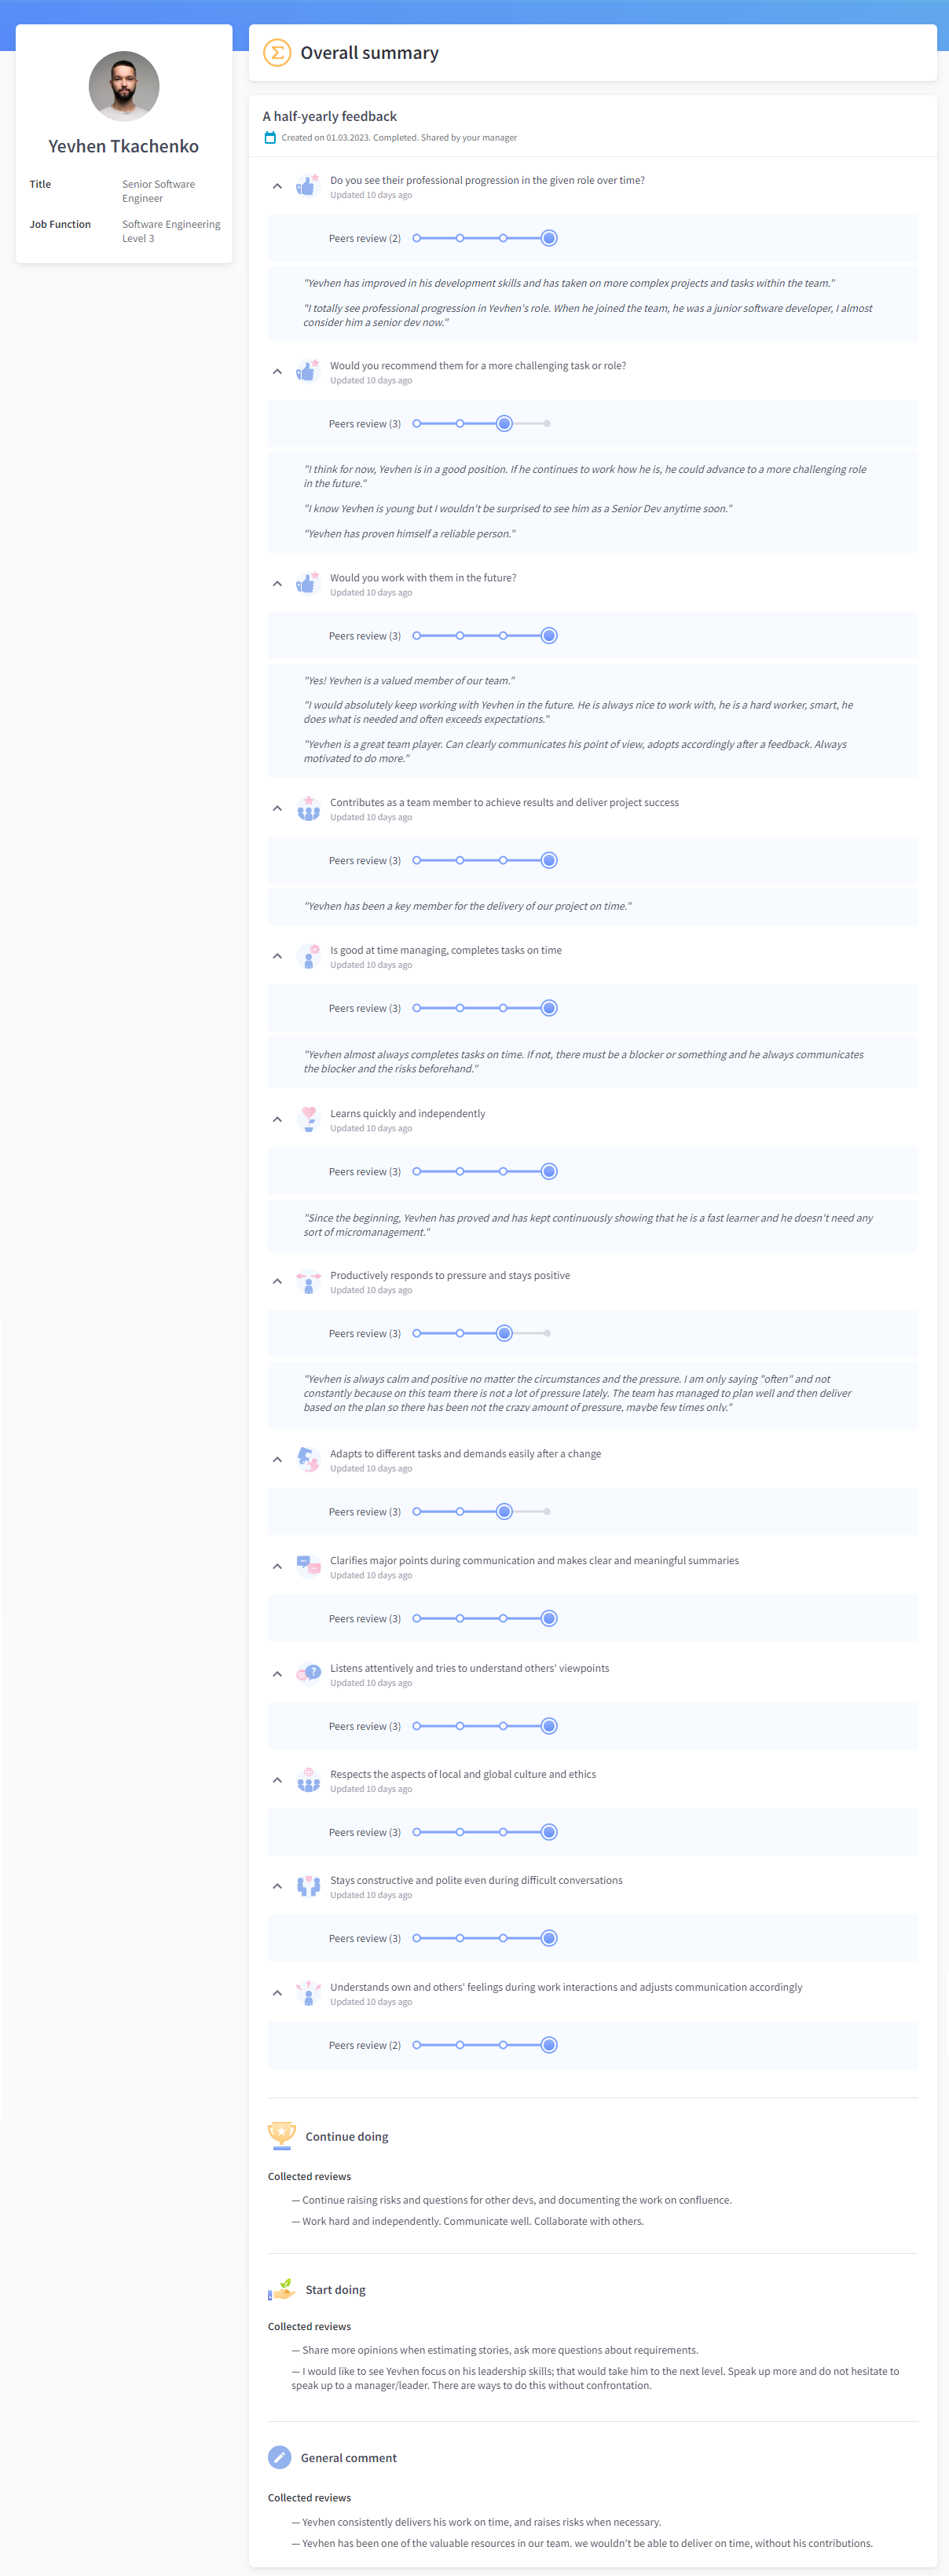 Yevhen Tkachenko
Title
Senior Software
Engineer
Job Function
Software Engineering
Level 3
Overall summary
A half-yearly feedback
Created on 01.03.2023. Completed. Shared by your manager
Do you see their professional progression in the given role over time?
Updated 10 days ago
Peers review (2)
"Yevhen has improved in his development skills and has taken on more complex projects and tasks within the team."
"I totally see professional progression in Yevhen's role. When he joined the team, he was a junior software developer, I almost
consider him a senior dev now."
Would you recommend them for a more challenging task or role?
Updated 10 days ago
Peers review (3)
"I think for now, Yevhen is in a good position. If he continues to work how he is, he could advance to a more challenging role
in the future."
"I know Yevhen is young but I wouldn't be surprised to see him as a Senior Dev anytime soon."
"Yevhen has proven himself a reliable person."
Would you work with them in the future?
Updated 10 days ago
Peers review (3)
"Yes! Yevhen is a valued member of our team."
"I would absolutely keep working with Yevhen in the future. He is always nice to work with, he is a hard worker, smart, he
does what is needed and often exceeds expectations."
"Yevhen is a great team player. Can clearly communicates his point of view, adopts accordingly after a feedback. Always
motivated to do more."
Contributes as a team member to achieve results and deliver project success
Updated 10 days ago
Peers review (3)
"Yevhen has been a key member for the delivery of our project on time."
Is good at time managing, completes tasks on time
Updated 10 days ago
Peers review (3)
"Yevhen almost always completes tasks on time. If not, there must be a blocker or something and he always communicates
the blocker and the risks beforehand."
Learns quickly and independently
Updated 10 days ago
Peers review (3)
"Since the beginning, Yevhen has proved and has kept continuously showing that he is a fast learner and he doesn't need any
sort of micromanagement."
Productively responds to pressure and stays positive
Updated 10 days ago
Peers review (3)
"Yevhen is always calm and positive no matter the circumstances and the pressure. I am only saying "often" and not
constantly because on this team there is not a lot of pressure lately. The team has managed to plan well and then deliver
based on the plan so there has been not the crazy amount of pressure, maybe few times only."
Adapts to different tasks and demands easily after a change
Updated 10 days ago
Peers review (3)
Clarifies major points during communication and makes clear and meaningful summaries
Updated 10 days ago
Peers review (3)
Listens attentively and tries to understand others' viewpoints
Updated 10 days ago
Peers review (3)
Respects the aspects of local and global culture and ethics
Updated 10 days ago
Peers review (3)
Stays constructive and polite even during difficult conversations
Updated 10 days ago
Peers review (3)
Understands own and others' feelings during work interactions and adjusts communication accordingly
Updated 10 days ago
Peers review (2)
Continue doing
Collected reviews
— Continue raising risks and questions for other devs, and documenting the work on confluence.
— Work hard and independently. Communicate well. Collaborate with others.
Start doing
Collected reviews
— Share more opinions when estimating stories, ask more questions about requirements.
— I would like to see Yevhen focus on his leadership skills; that would take him to the next level. Speak up more and do not hesitate to
speak up to a manager/leader. There are ways to do this without confrontation.
General comment
Collected reviews
— Yevhen consistently delivers his work on time, and raises risks when necessary.
— Yevhen has been one of the valuable resources in our team. we wouldn't be able to deliver on time, without his contributions.